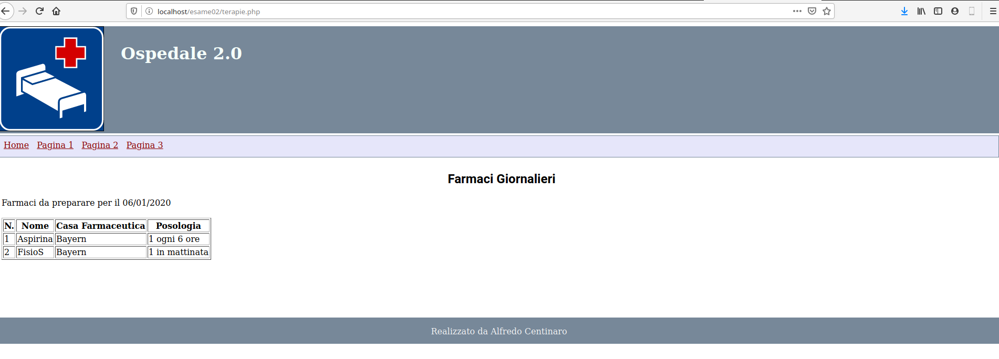 localhost/esame02/terapie.php
Ospedale 2.0
Home Pagina 1 Pagina 2 Pagina 3
Farmaci Giornalieri
Farmaci da preparare per il 06/01/2020
N. Nome Casa Farmaceutica Posologia
1 Aspirina Bayern 1 ogni 6 ore
2 FisioS Bayern 1 in mattinata
Realizzato da Alfredo Centinaro